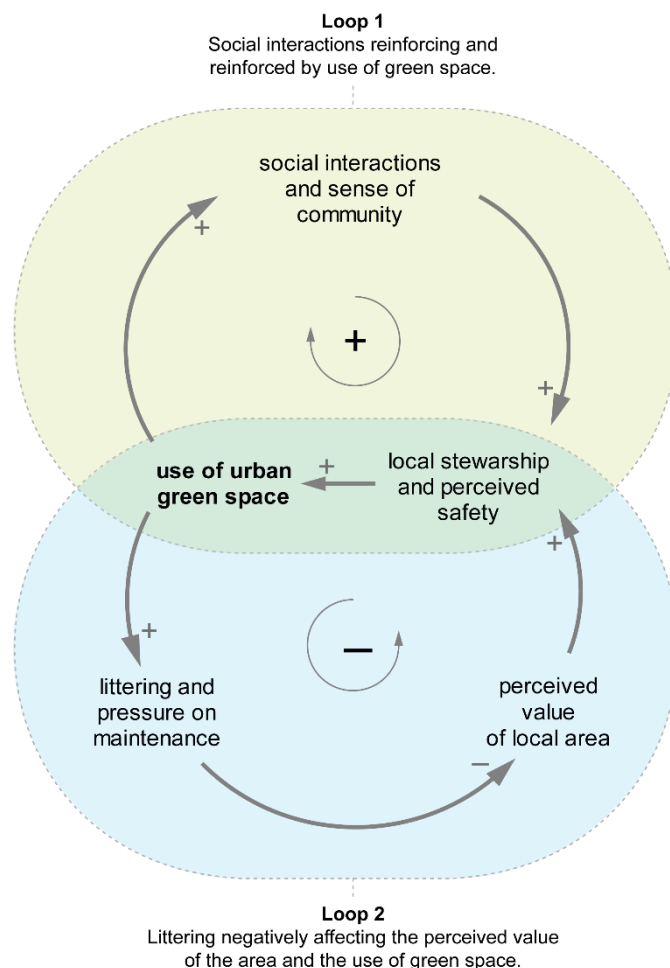 Loop 1
Social interactions reinforcing and
reinforced by use of green space.
social interactions
and sense of
community
+
+
+
use of urban
green space
+
local stewarship
and perceived
safety
+
+
−
littering and
pressure on
maintenance
perceived
value
of local area
−
Loop 2
Littering negatively affecting the perceived value
of the area and the use of green space.